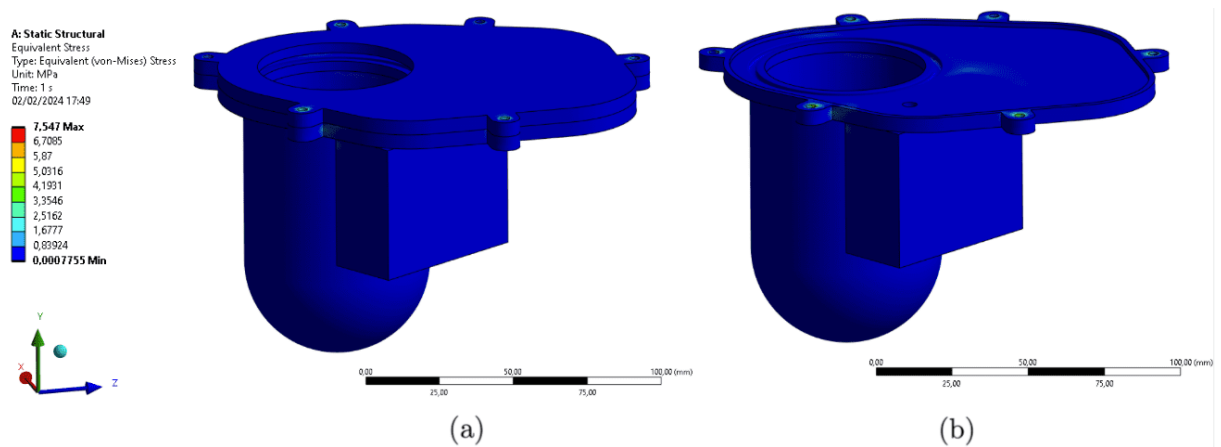 A: Static Structural
Equivalent Stress
Type: Equivalent (von-Mises) Stress
Unit: MPa
Time: 1 s
02/02/2024 17:49
7,547 Max
6,7085
5,87
5,0316
4,1931
3,3546
2,5162
1,6777
0,83924
0,0007755 Min
Y
X
Z
0,00
50,00
100,00 (mm)
25,00
75,00
(a)
0,00
50,00
100,00 (mm)
25,00
75,00
(b)